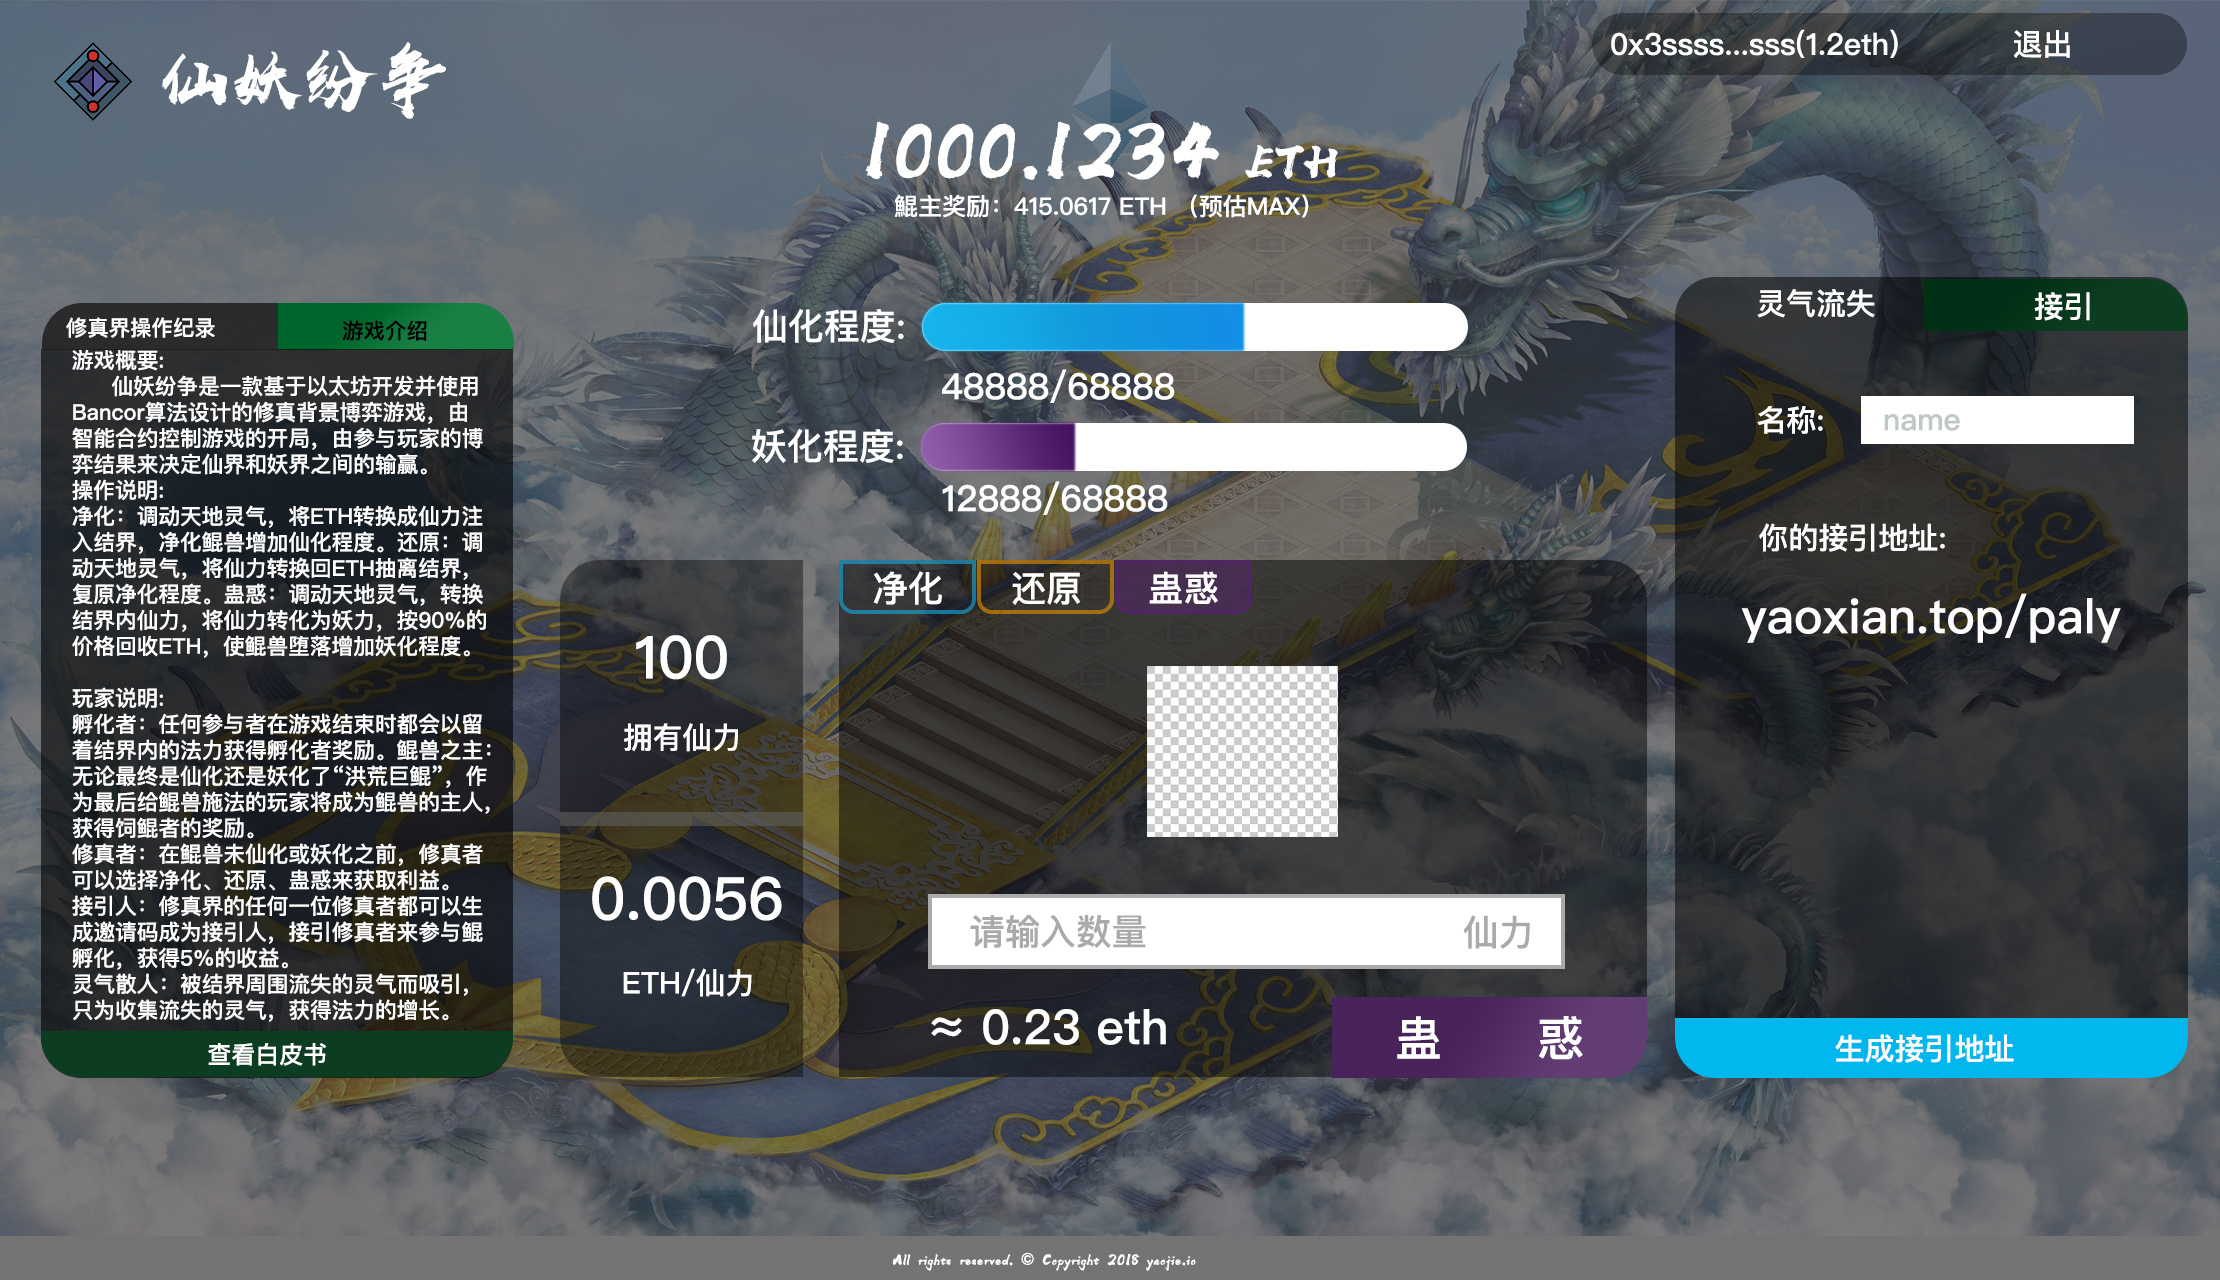 仙妖纷争
0x3ssss...sss(1.2eth)
退出
1000.1234 ETH
鲲主奖励：415.0617 ETH （预估MAX）
修真界操作纪录
游戏介绍
游戏概要:
仙妖纷争是一款基于以太坊开发并使用
Bancor算法设计的修真背景博弈游戏，由
智能合约控制游戏的开局，由参与玩家的博
弈结果来决定仙界和妖界之间的输赢。
操作说明:
净化：调动天地灵气，将ETH转换成仙力注
入结界，净化鲲兽增加仙化程度。还原：调
动天地灵气，将仙力转换回ETH抽离结界，
复原净化程度。蛊惑：调动天地灵气，转换
结界内仙力，将仙力转化为妖力，按90%的
价格回收ETH，使鲲兽堕落增加妖化程度。
玩家说明:
孵化者：任何参与者在游戏结束时都会以留
着结界内的法力获得孵化者奖励。鲲兽之主：
无论最终是仙化还是妖化了“洪荒巨鲲”，作
为最后给鲲兽施法的玩家将成为鲲兽的主人，
获得饲鲲者的奖励。
修真者：在鲲兽未仙化或妖化之前，修真者
可以选择净化、还原、蛊惑来获取利益。
接引人：修真界的任何一位修真者都可以生
成邀请码成为接引人，接引修真者来参与鲲
孵化，获得5%的收益。
灵气散人：被结界周围流失的灵气而吸引，
只为收集流失的灵气，获得法力的增长。
查看白皮书
仙化程度:
48888/68888
妖化程度:
12888/68888
100
拥有仙力
0.0056
ETH/仙力
净化
还原
蛊惑
请输入数量
仙力
≈ 0.23 eth
蛊 惑
灵气流失
接引
名称:
name
你的接引地址:
yaoxian.top/paly
生成接引地址
All rights reserved. © Copyright 2018 yaojie.io